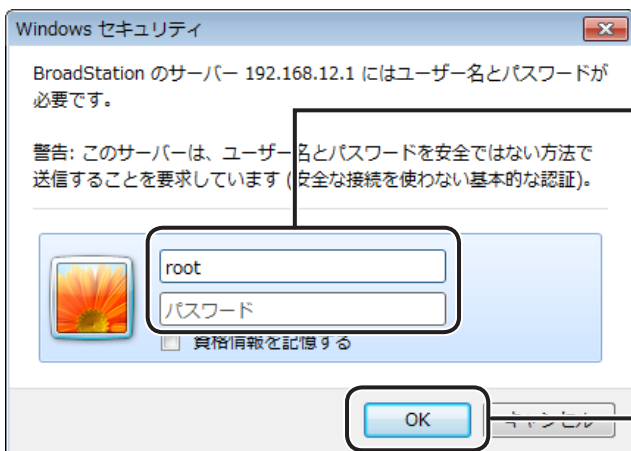 Windows セキュリティ
BroadStation のサーバー 192.168.12.1 にはユーザー名とパスワードが
必要です。
警告: このサーバーは、ユーザー名とパスワードを安全ではない方法で
送信することを要求しています (安全な接続を使わない基本的な認証)。
root
パスワード
資格情報を記憶する
OK
キャンセル